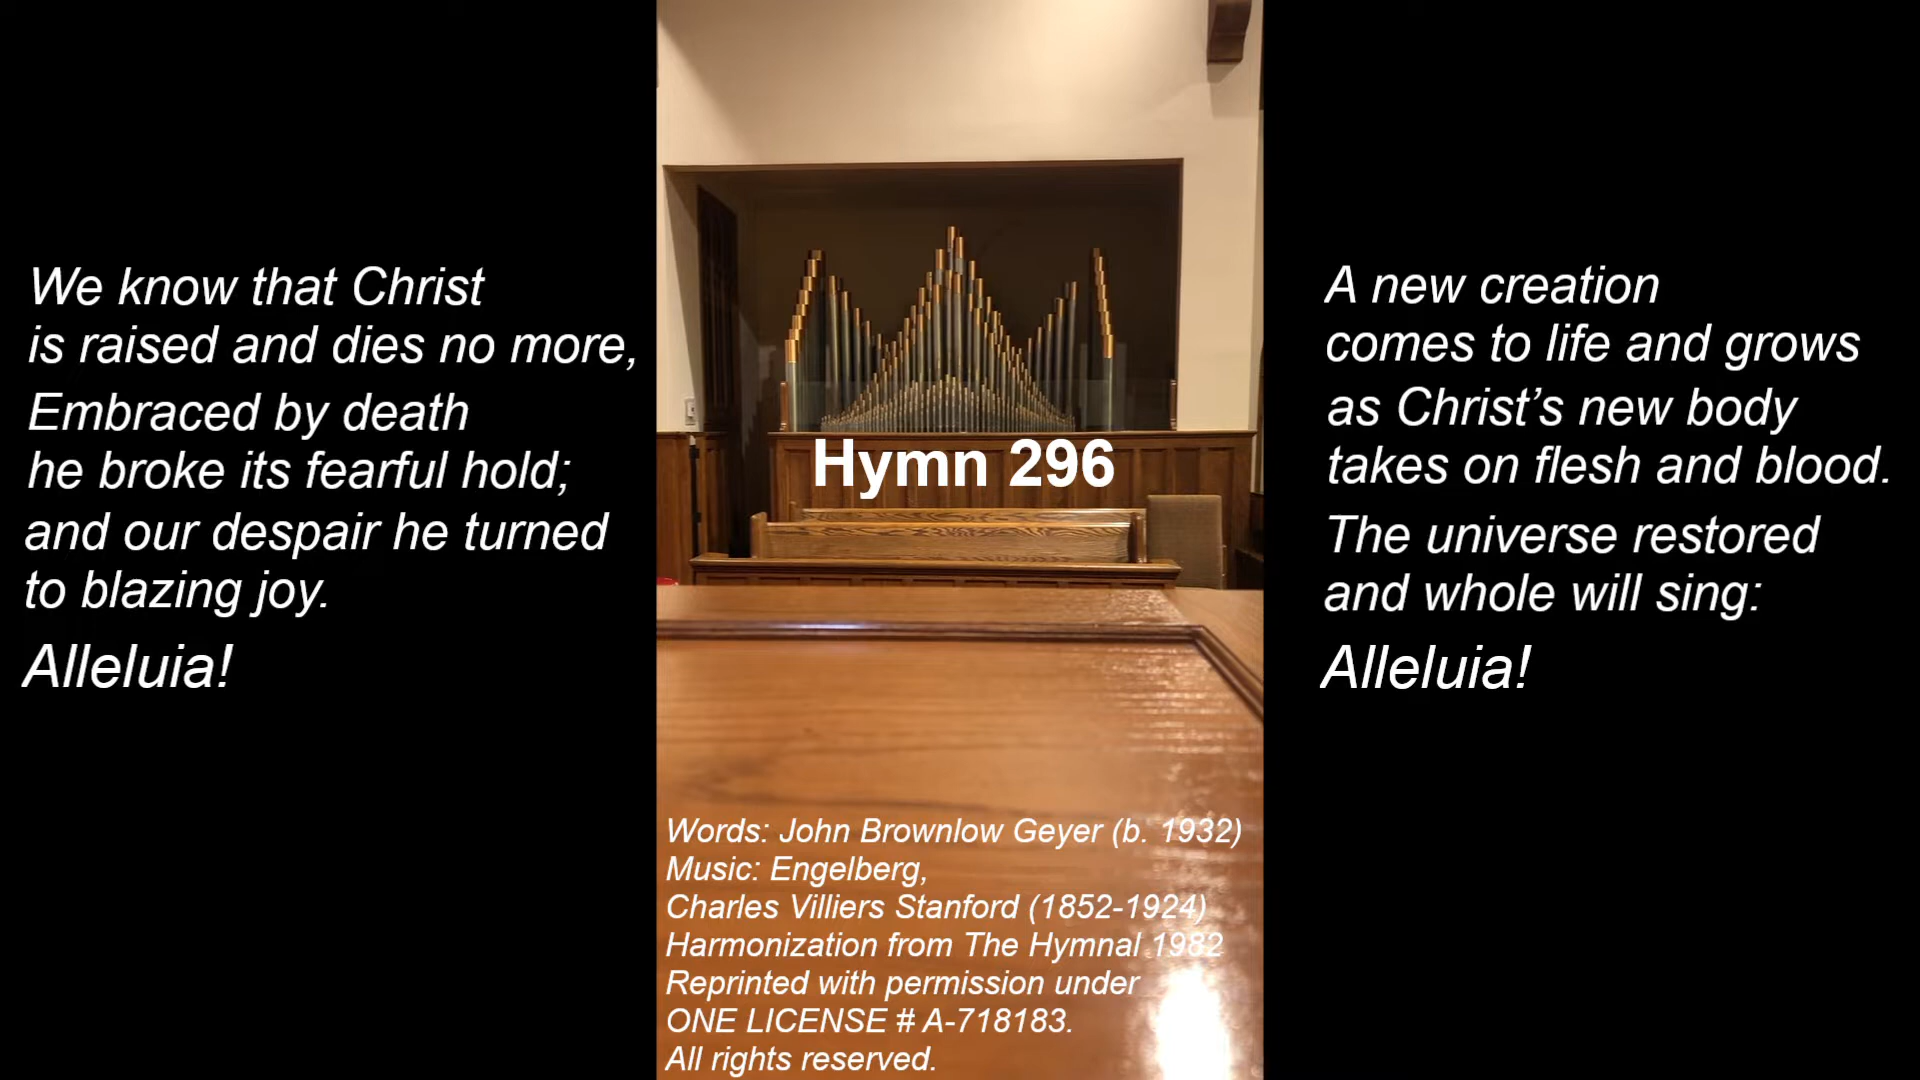 We know that Christ
is raised and dies no more,
Embraced by death
he broke its fearful hold;
and our despair he turned
to blazing joy.
Alleluia!
Hymn 296
A new creation
comes to life and grows
as Christ’s new body
takes on flesh and blood.
The universe restored
and whole will sing:
Alleluia!
Words: John Brownlow Geyer (b. 1932)
Music: Engelberg,
Charles Villiers Stanford (1852-1924)
Harmonization from The Hymnal 1982
Reprinted with permission under
ONE LICENSE # A-718183.
All rights reserved.